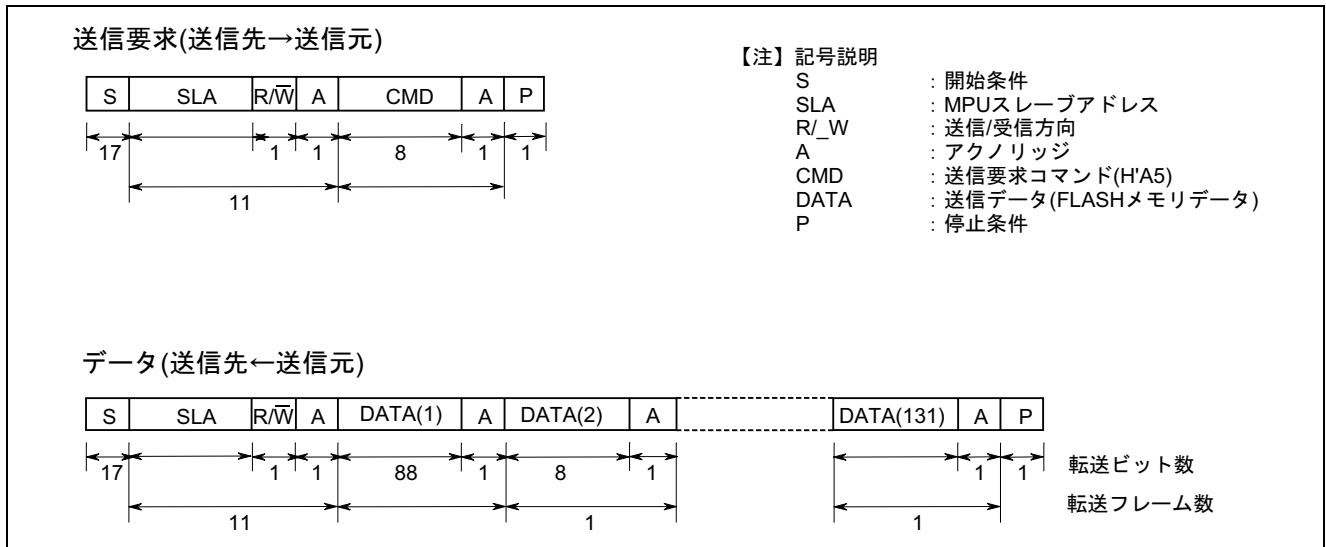 送信要求(送信先→送信元)
S SLA R/W̅ A CMD A P
17 1 1 8 1 1
11
【注】記号説明
S : 開始条件
SLA : MPUスレーブアドレス
R/_W : 送信/受信方向
A : アクノリッジ
CMD : 送信要求コマンド(H'A5)
DATA : 送信データ(FLASHメモリデータ)
P : 停止条件
データ(送信先←送信元)
S SLA R/W̅ A DATA(1) A DATA(2) A DATA(131) A P
17 1 1 88 1 8 1 1 1 転送ビット数
11 1 1 転送フレーム数